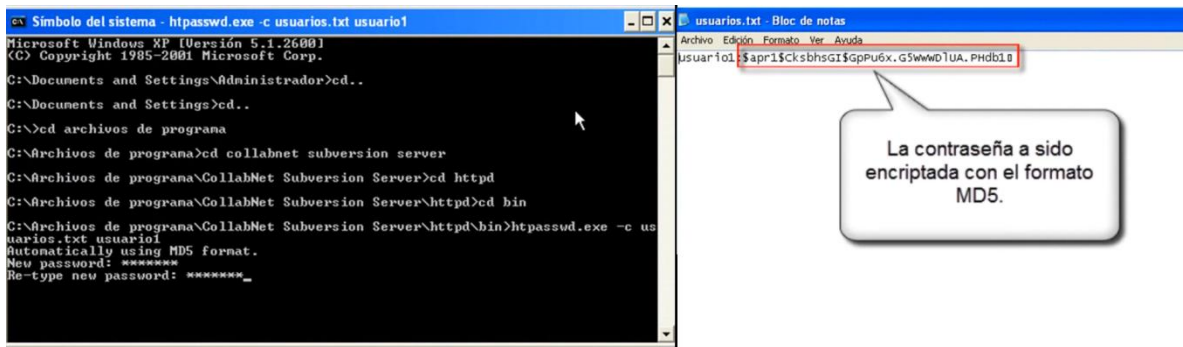 Símbolo del sistema - htpasswd.exe -c usuarios.txt usuario1
Microsoft Windows XP [Versión 5.1.2600]
(C) Copyright 1985-2001 Microsoft Corp.
C:\Documents and Settings\Administrador>cd..
C:\Documents and Settings>cd..
C:\>cd archivos de programa
C:\Archivos de programa>cd collabnet subversion server
C:\Archivos de programa\CollabNet Subversion Server>cd httpd
C:\Archivos de programa\CollabNet Subversion Server\httpd>cd bin
C:\Archivos de programa\CollabNet Subversion Server\httpd\bin>htpasswd.exe -c us
uarios.txt usuario1
Automatically using MD5 format.
New password: *******
Re-type new password: *******_
usuarios.txt - Bloc de notas
Archivo Edición Formato Ver Ayuda
usuario1:$apr1$CksbhsGI$GpPu6x.G5WwWDlUA.PHdb1
La contraseña a sido
encriptada con el formato
MD5.